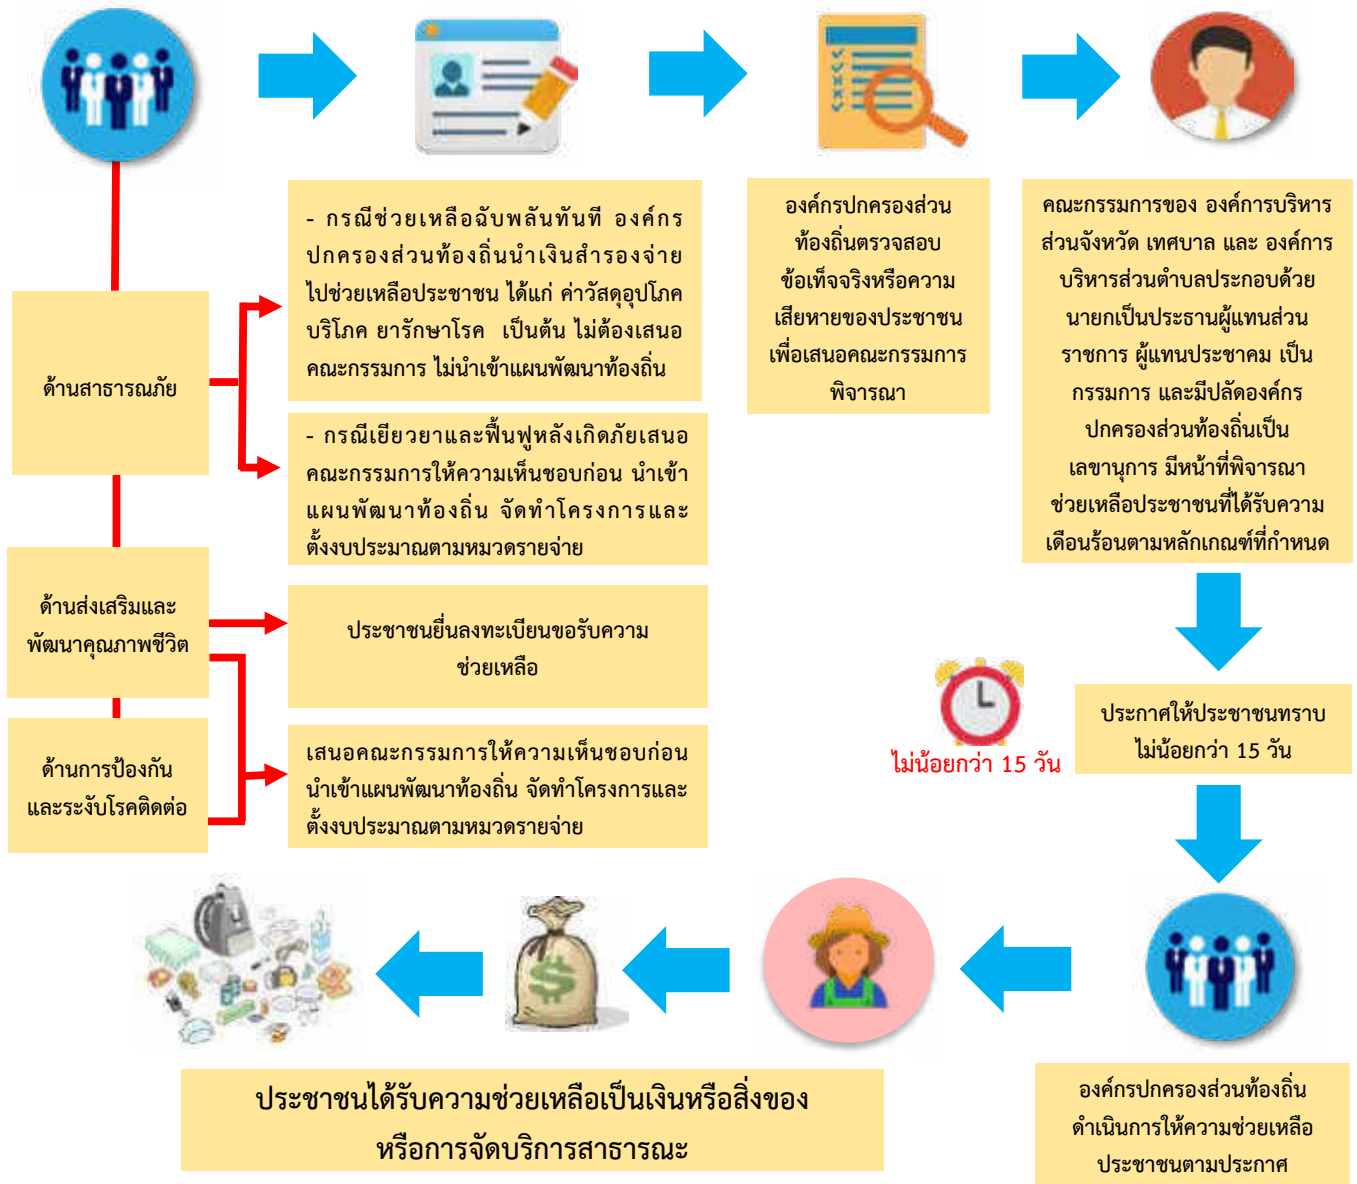 - กรณีช่วยเหลือฉับพลันทันที องค์กร
ปกครองส่วนท้องถิ่นนำเงินสำรองจ่าย
ไปช่วยเหลือประชาชน ได้แก่ ค่าวัสดุอุปโภค
บริโภค ยารักษาโรค เป็นต้น ไม่ต้องเสนอ
คณะกรรมการ ไม่นำเข้าแผนพัฒนาท้องถิ่น
องค์กรปกครองส่วน
ท้องถิ่นตรวจสอบ
ข้อเท็จจริงหรือความ
เสียหายของประชาชน
เพื่อเสนอคณะกรรมการ
พิจารณา
คณะกรรมการของ องค์การบริหาร
ส่วนจังหวัด เทศบาล และ องค์การ
บริหารส่วนตำบลประกอบด้วย
นายกเป็นประธานผู้แทนส่วน
ราชการ ผู้แทนประชาคม เป็น
กรรมการ และมีปลัดองค์กร
ปกครองส่วนท้องถิ่นเป็น
เลขานุการ มีหน้าที่พิจารณา
ช่วยเหลือประชาชนที่ได้รับความ
เดือนร้อนตามหลักเกณฑ์ที่กำหนด
ด้านสาธารณภัย
- กรณีเยียวยาและฟื้นฟูหลังเกิดภัยเสนอ
คณะกรรมการให้ความเห็นชอบก่อน นำเข้า
แผนพัฒนาท้องถิ่น จัดทำโครงการและ
ตั้งงบประมาณตามหมวดรายจ่าย
ด้านส่งเสริมและ
พัฒนาคุณภาพชีวิต
ประชาชนยื่นลงทะเบียนขอรับความ
ช่วยเหลือ
ด้านการป้องกัน
และระงับโรคติดต่อ
เสนอคณะกรรมการให้ความเห็นชอบก่อน
นำเข้าแผนพัฒนาท้องถิ่น จัดทำโครงการและ
ตั้งงบประมาณตามหมวดรายจ่าย
ไม่น้อยกว่า 15 วัน
ประกาศให้ประชาชนทราบ
ไม่น้อยกว่า 15 วัน
$
องค์กรปกครองส่วนท้องถิ่น
ดำเนินการให้ความช่วยเหลือ
ประชาชนตามประกาศ
ประชาชนได้รับความช่วยเหลือเป็นเงินหรือสิ่งของ
หรือการจัดบริการสาธารณะ